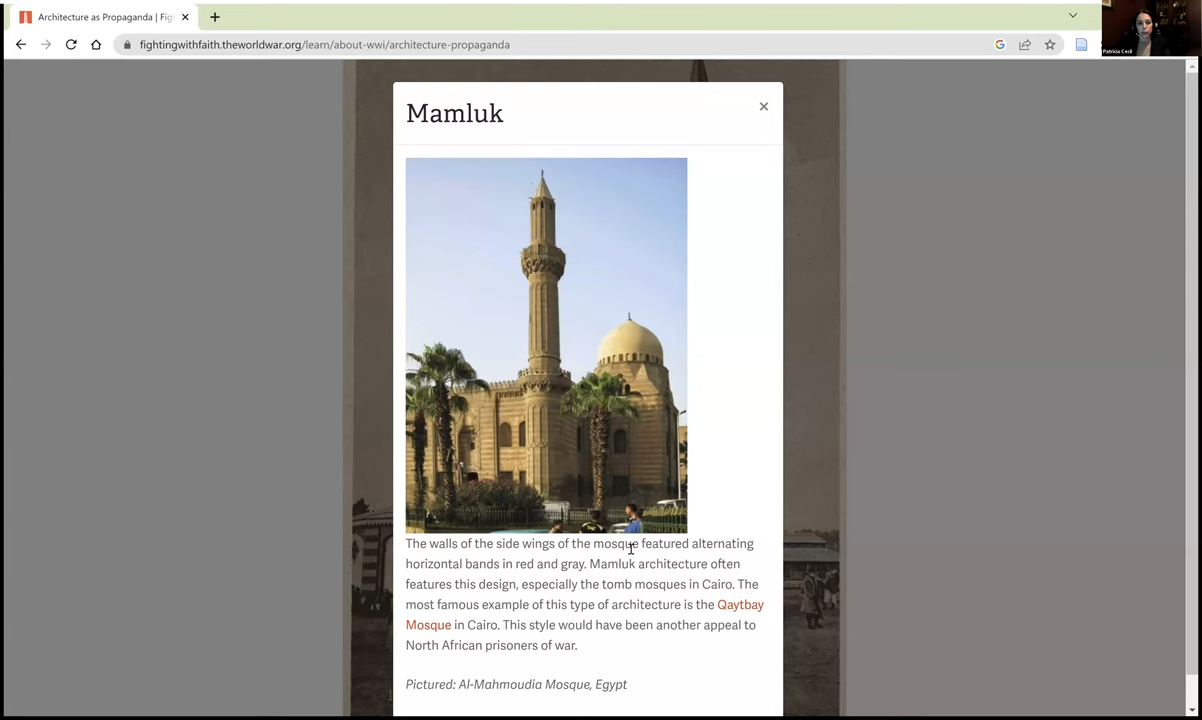 Architecture as Propaganda | Fig
fightingwithfaith.theworldwar.org/learn/about-wwi/architecture-propaganda
Patricia Cecil
Mamluk
The walls of the side wings of the mosque featured alternating
horizontal bands in red and gray. Mamluk architecture often
features this design, especially the tomb mosques in Cairo. The
most famous example of this type of architecture is the Qaytbay
Mosque in Cairo. This style would have been another appeal to
North African prisoners of war.
Pictured: Al-Mahmoudia Mosque, Egypt